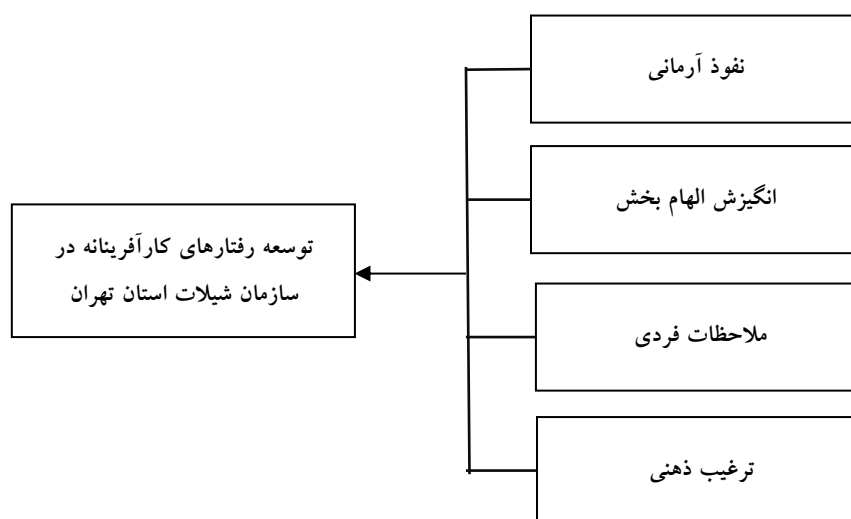 نفوذ آرمانی
انگیزش الهام بخش
توسعه رفتارهای کارآفرینانه در
سازمان شیلات استان تهران
ملاحظات فردی
ترغیب ذهنی